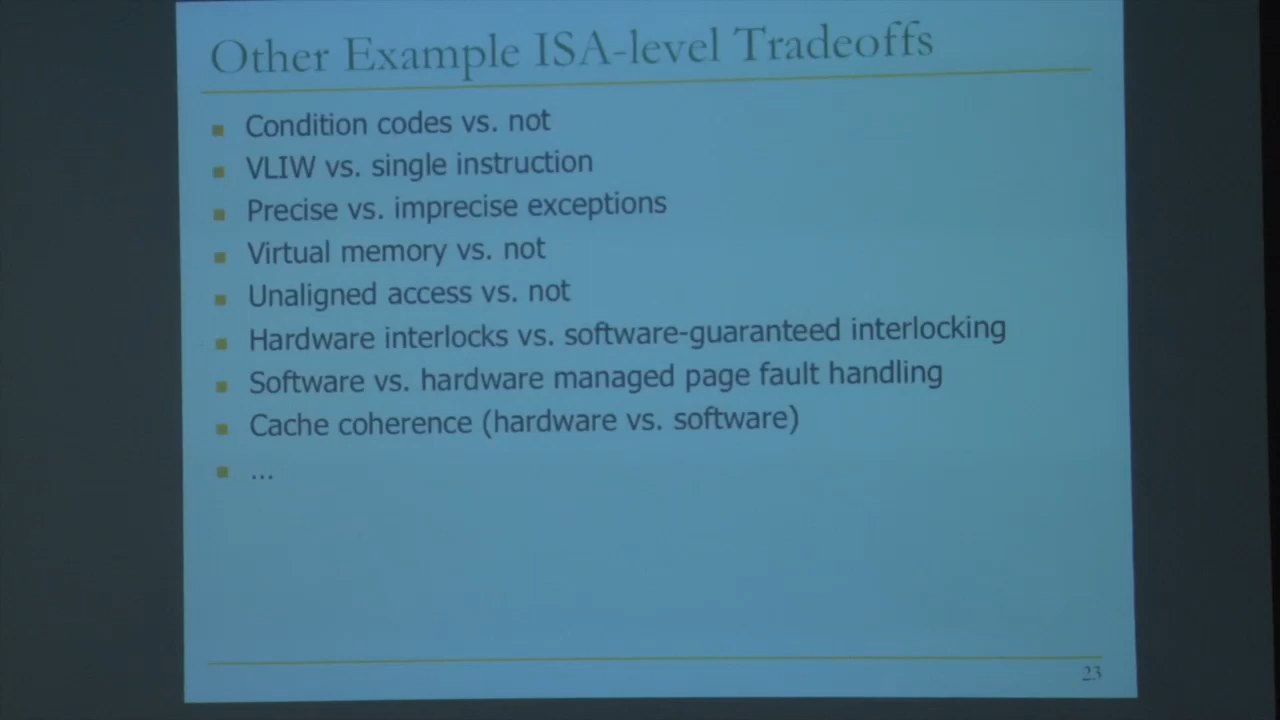 Other Example ISA-level Tradeoffs
Condition codes vs. not
VLIW vs. single instruction
Precise vs. imprecise exceptions
Virtual memory vs. not
Unaligned access vs. not
Hardware interlocks vs. software-guaranteed interlocking
Software vs. hardware managed page fault handling
Cache coherence (hardware vs. software)
...
23